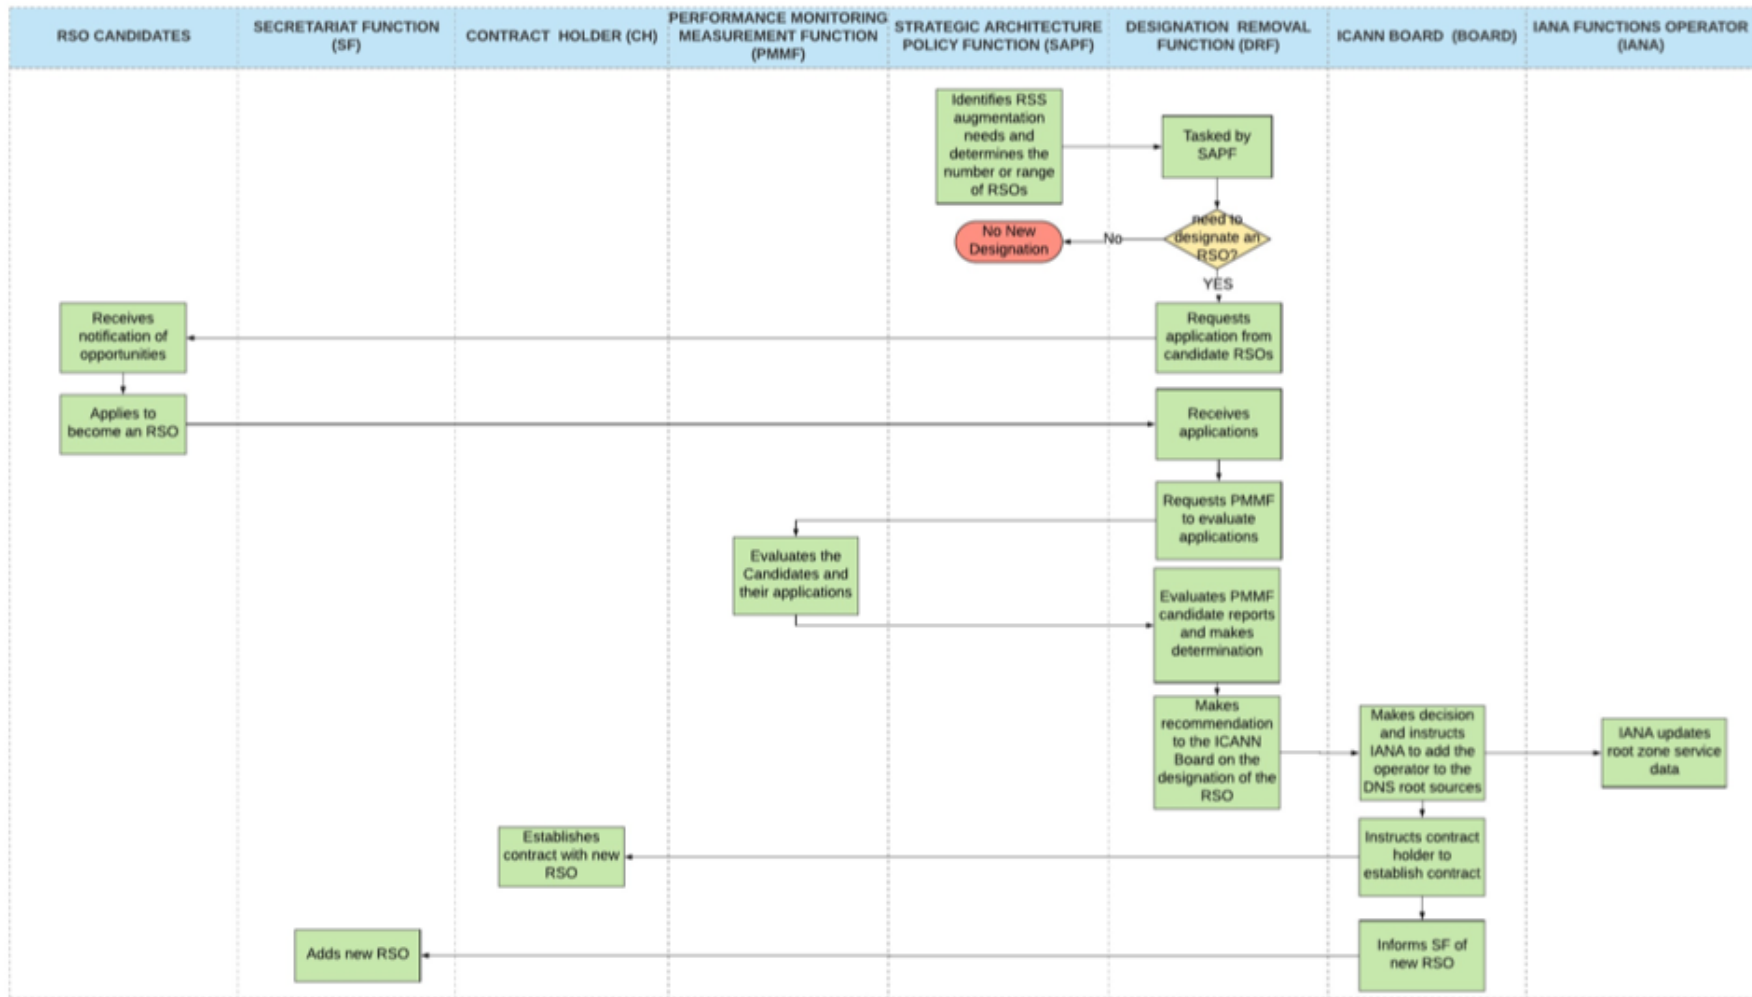 RSO CANDIDATES
SECRETARIAT FUNCTION
(SF)
CONTRACT HOLDER (CH)
PERFORMANCE MONITORING
MEASUREMENT FUNCTION
(PMMF)
STRATEGIC ARCHITECTURE
POLICY FUNCTION (SAPF)
DESIGNATION REMOVAL
FUNCTION (DRF)
ICANN BOARD (BOARD)
IANA FUNCTIONS OPERATOR
(IANA)
Identifies RSS
augmentation
needs and
determines the
number or range
of RSOs
Tasked by
SAPF
need to
designate an
RSO?
No
No New
Designation
YES
Requests
application from
candidate RSOs
Receives
notification of
opportunities
Applies to
become an RSO
Receives
applications
Requests PMMF
to evaluate
applications
Evaluates the
Candidates and
their applications
Evaluates PMMF
candidate reports
and makes
determination
Makes
recommendation
to the ICANN
Board on the
designation of the
RSO
Makes decision
and instructs
IANA to add the
operator to the
DNS root sources
IANA updates
root zone service
data
Instructs contract
holder to
establish contract
Establishes
contract with new
RSO
Informs SF of
new RSO
Adds new RSO